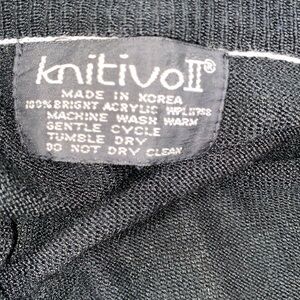 knitivo II®
MADE IN KOREA
100% BRIGHT ACRYLIC WPL11758
MACHINE WASH WARM
GENTLE CYCLE
TUMBLE DRY
DO NOT DRY CLEAN